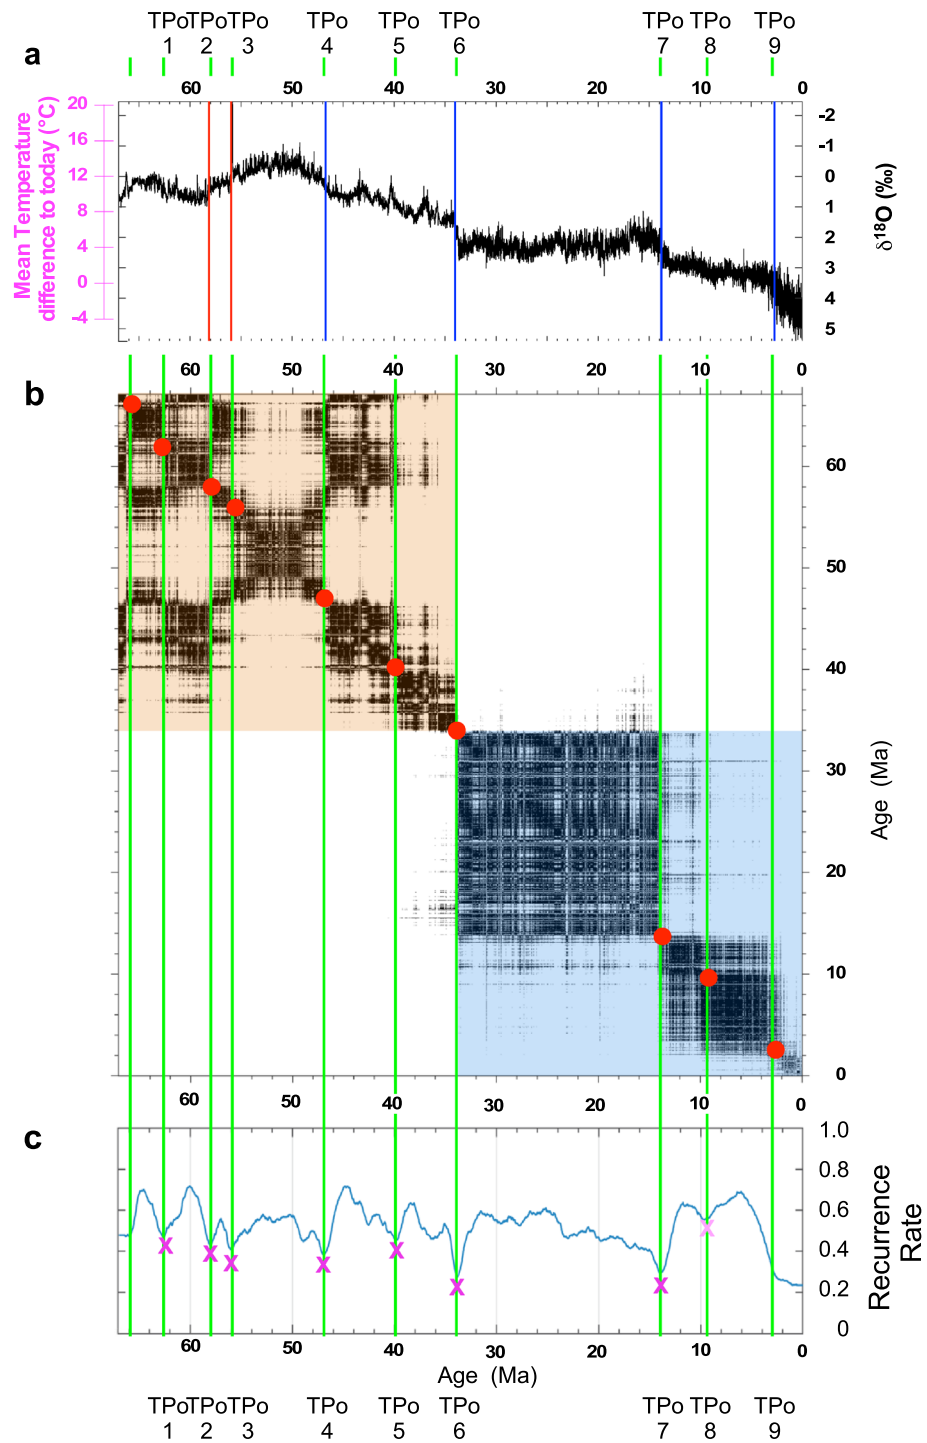 TPo TPo TPo TPo TPo TPo TPo TPo TPo
1 2 3 4 5 6 7 8 9
a
60 50 40 30 20 10 0
20
16
12
8
4
0
-4
Mean Temperature
difference to today (°C)
-2
-1
0
1
2
3
4
5
δ18O (‰)
60 50 40 30 20 10 0
b
60
50
40
30
20
10
0
Age (Ma)
60 50 40 30 20 10 0
c
1.0
0.8
0.6
0.4
0.2
0
Recurrence
Rate
X X X X X X X X
60 50 40 30 20 10 0
Age (Ma)
TPo TPo TPo TPo TPo TPo TPo TPo TPo
1 2 3 4 5 6 7 8 9